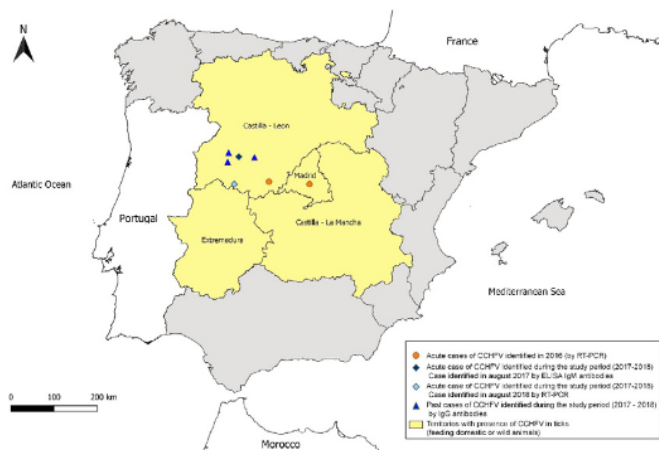 N
France
Castilla - Leon
Madrid
Atlantic Ocean
Portugal
Castilla - La Mancha
Extremadura
Mediterranean Sea
Acute cases of CCHFV identified in 2016 (by RT-PCR)
Acute cases of CCHFV identified during the study period (2017-2018)
Case identified in august 2017 by ELISA IgM antibodies
Acute cases of CCHFV identified during the study period (2017-2018)
Case identified in august 2018 by RT-PCR
Past cases of CCHFV identified during the study period (2017 - 2018)
by IgG antibodies
Territories with presence of CCHFV in ticks
(feeding domestic or wild animals)
0 100 200 km
Morocco